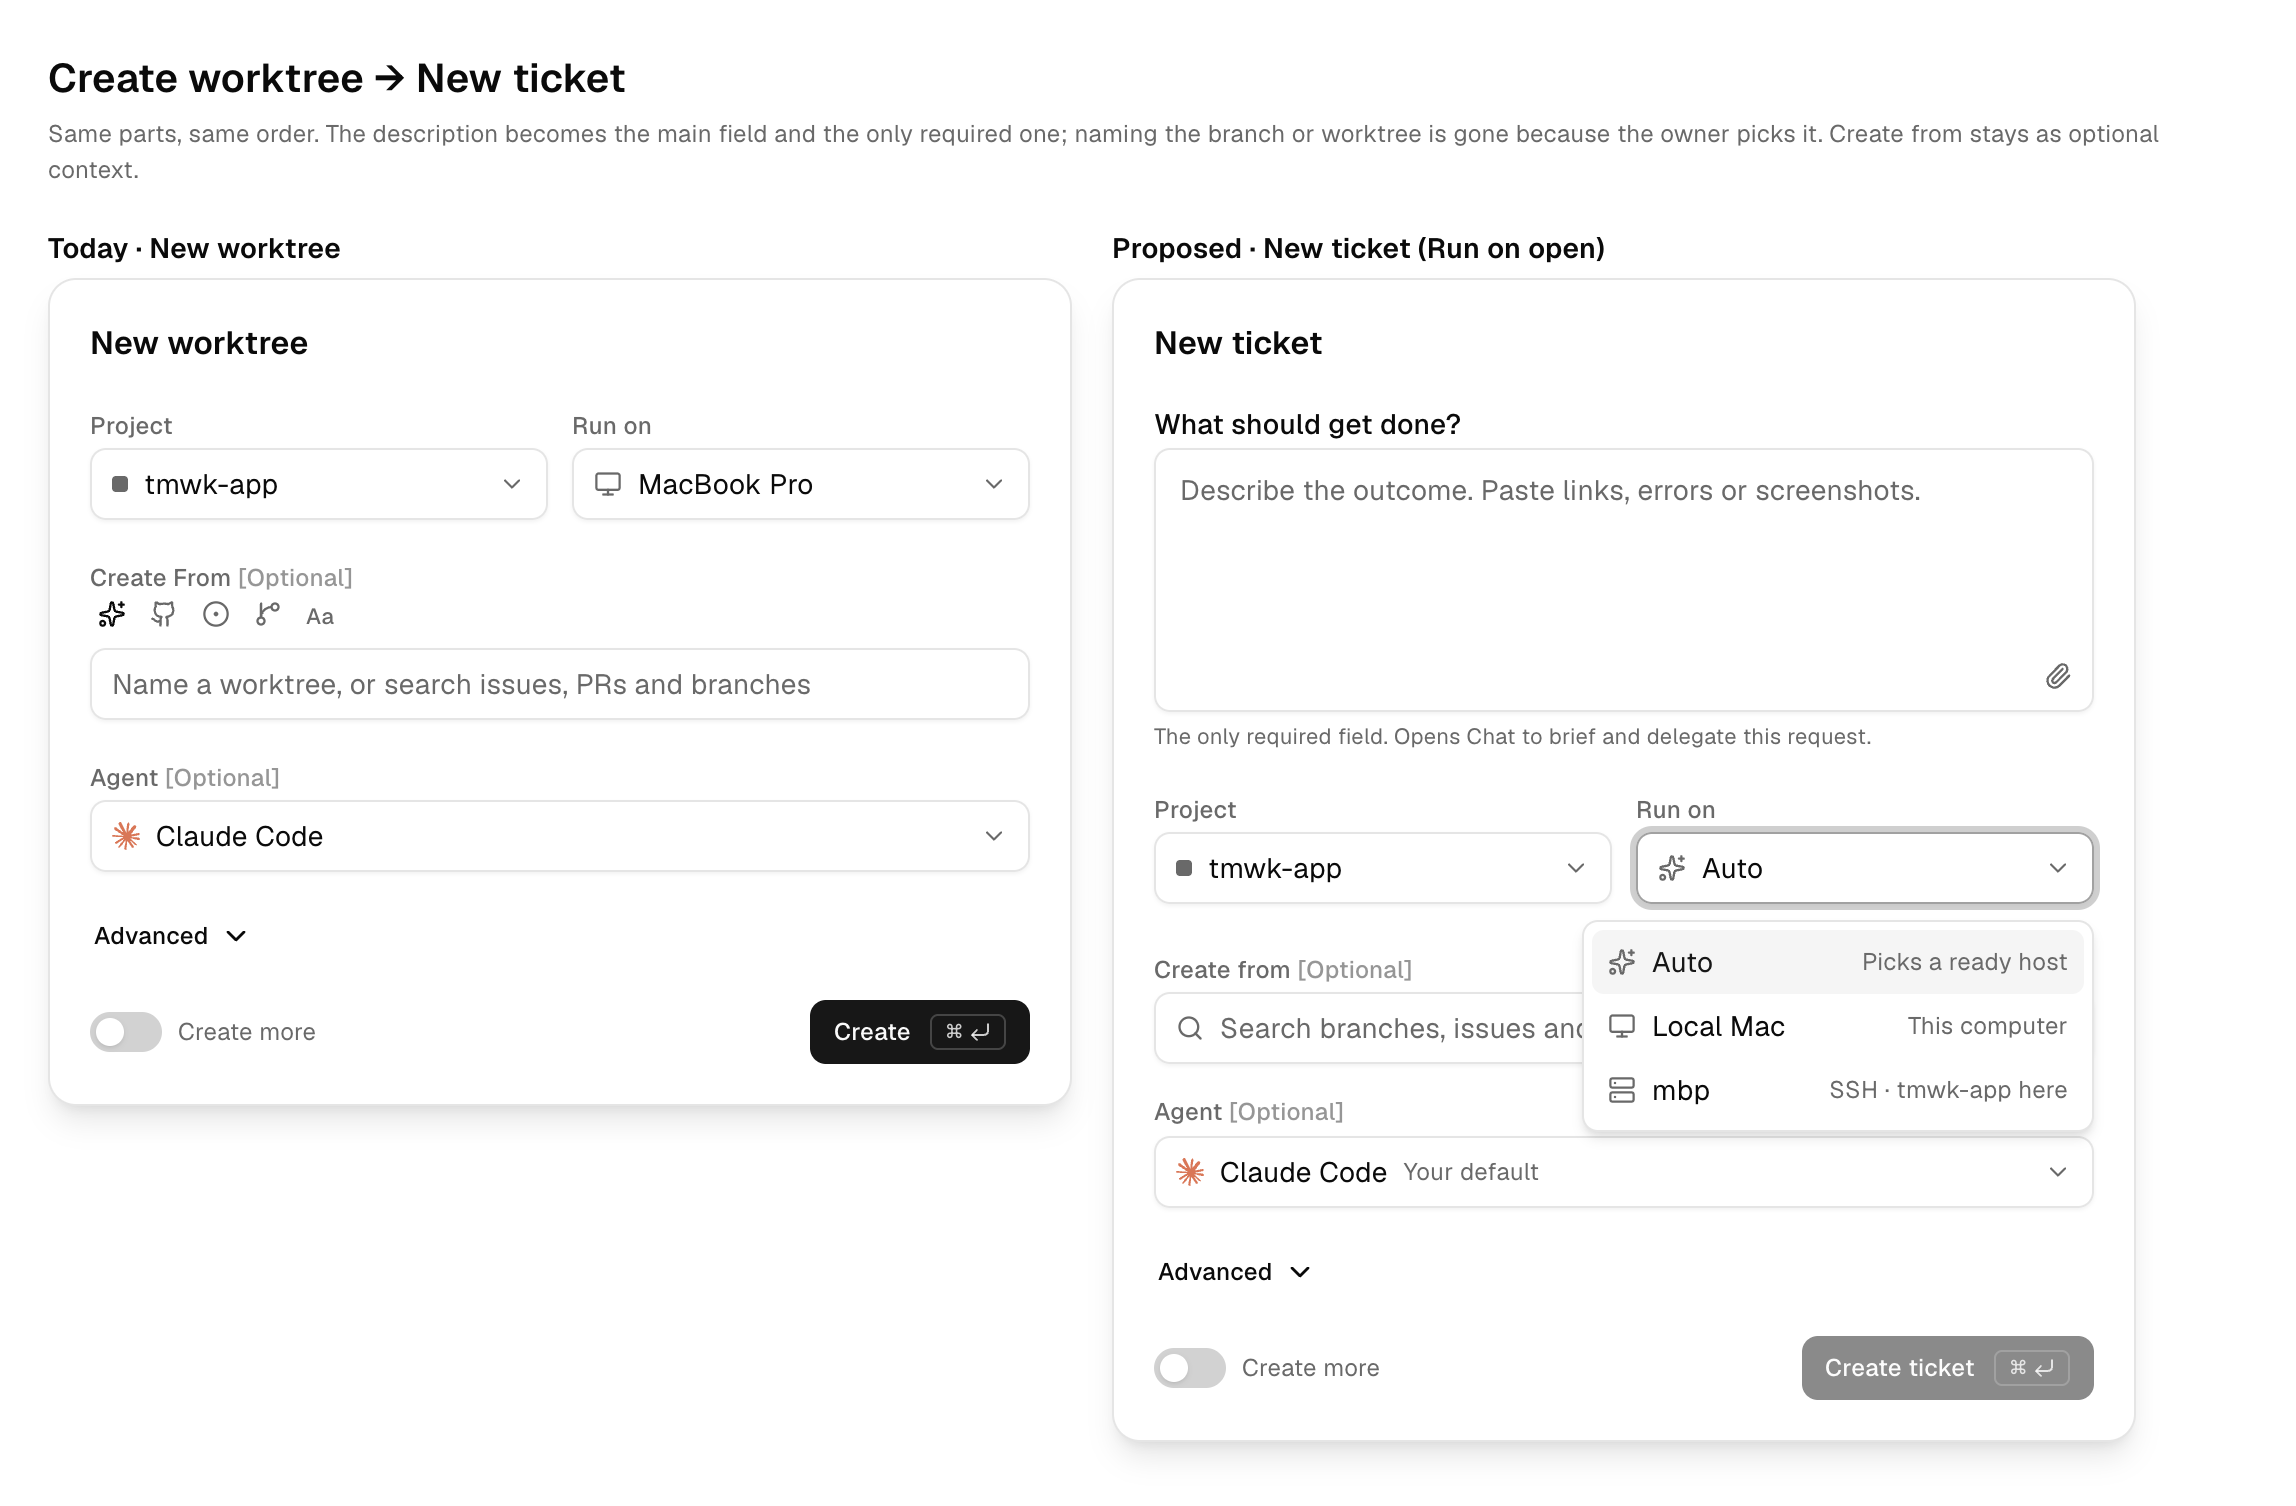 Create worktree → New ticket
Same parts, same order. The description becomes the main field and the only required one; naming the branch or worktree is gone because the owner picks it. Create from stays as optional
context.
Today · New worktree
New worktree
Project
Run on
tmwk-app
MacBook Pro
Create From [Optional]
Aa
Name a worktree, or search issues, PRs and branches
Agent [Optional]
Claude Code
Advanced
Create more
Create ⌘ ↵
Proposed · New ticket (Run on open)
New ticket
What should get done?
Describe the outcome. Paste links, errors or screenshots.
The only required field. Opens Chat to brief and delegate this request.
Project
Run on
tmwk-app
Auto
Auto Picks a ready host
Local Mac This computer
mbp SSH · tmwk-app here
Create from [Optional]
Search branches, issues and
Agent [Optional]
Claude Code Your default
Advanced
Create more
Create ticket ⌘ ↵